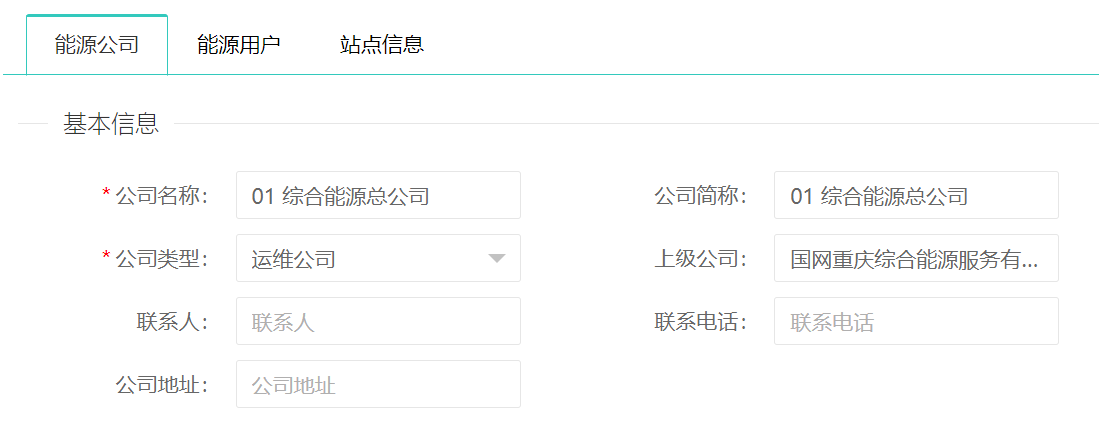 能源公司 能源用户 站点信息
基本信息
* 公司名称： 01 综合能源总公司 公司简称： 01 综合能源总公司
* 公司类型： 运维公司 上级公司： 国网重庆综合能源服务有...
联系人： 联系人 联系电话： 联系电话
公司地址： 公司地址